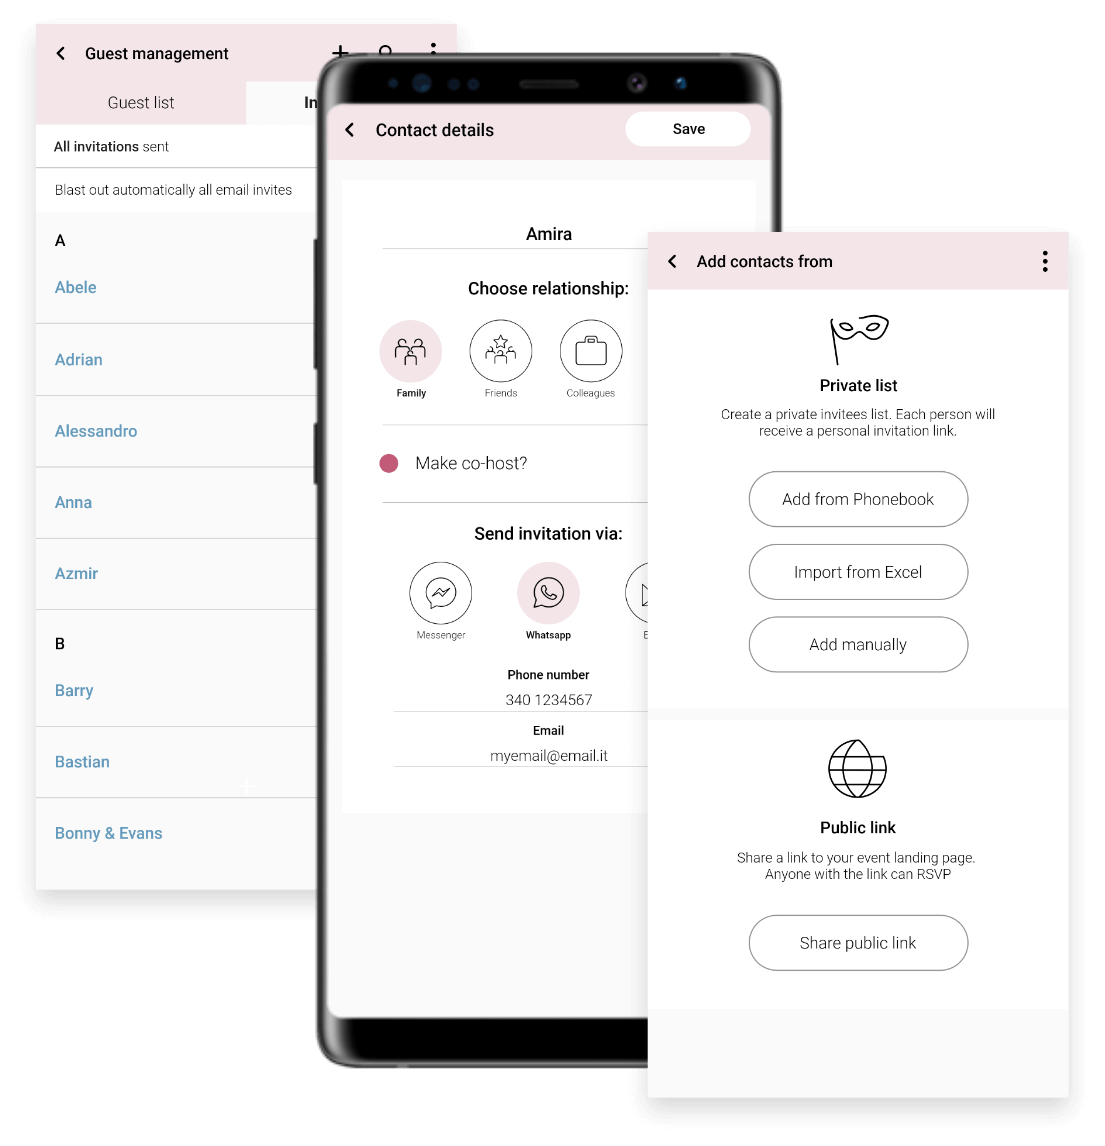 Guest management
Guest list
In
All invitations sent
Blast out automatically all email invites
A
Abele
Adrian
Alessandro
Anna
Azmir
B
Barry
Bastian
Bonny & Evans
Contact details
Save
Amira
Choose relationship:
Family
Friends
Colleagues
Make co-host?
Send invitation via:
Messenger
Whatsapp
E
Phone number
340 1234567
Email
myemail@email.it
Add contacts from
Private list
Create a private invitees list. Each person will
receive a personal invitation link.
Add from Phonebook
Import from Excel
Add manually
Public link
Share a link to your event landing page.
Anyone with the link can RSVP
Share public link